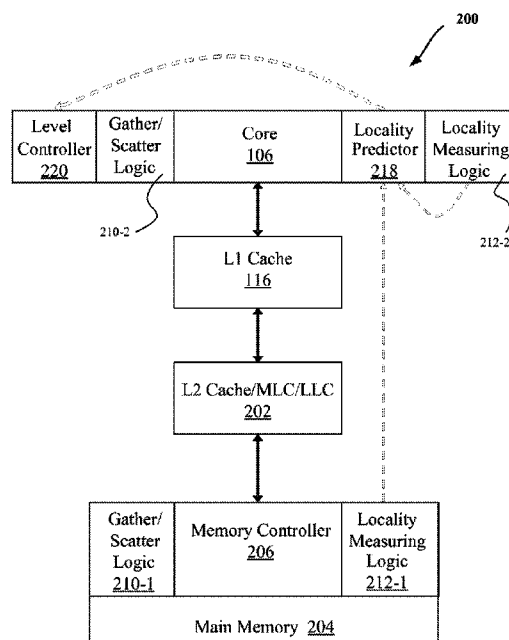 200
Level
Controller
220
Gather/
Scatter
Logic
210-2
Core
106
Locality
Predictor
218
Locality
Measuring
Logic
212-2
L1 Cache
116
L2 Cache/MLC/LLC
202
Gather/
Scatter
Logic
210-1
Memory Controller
206
Locality
Measuring
Logic
212-1
Main Memory 204